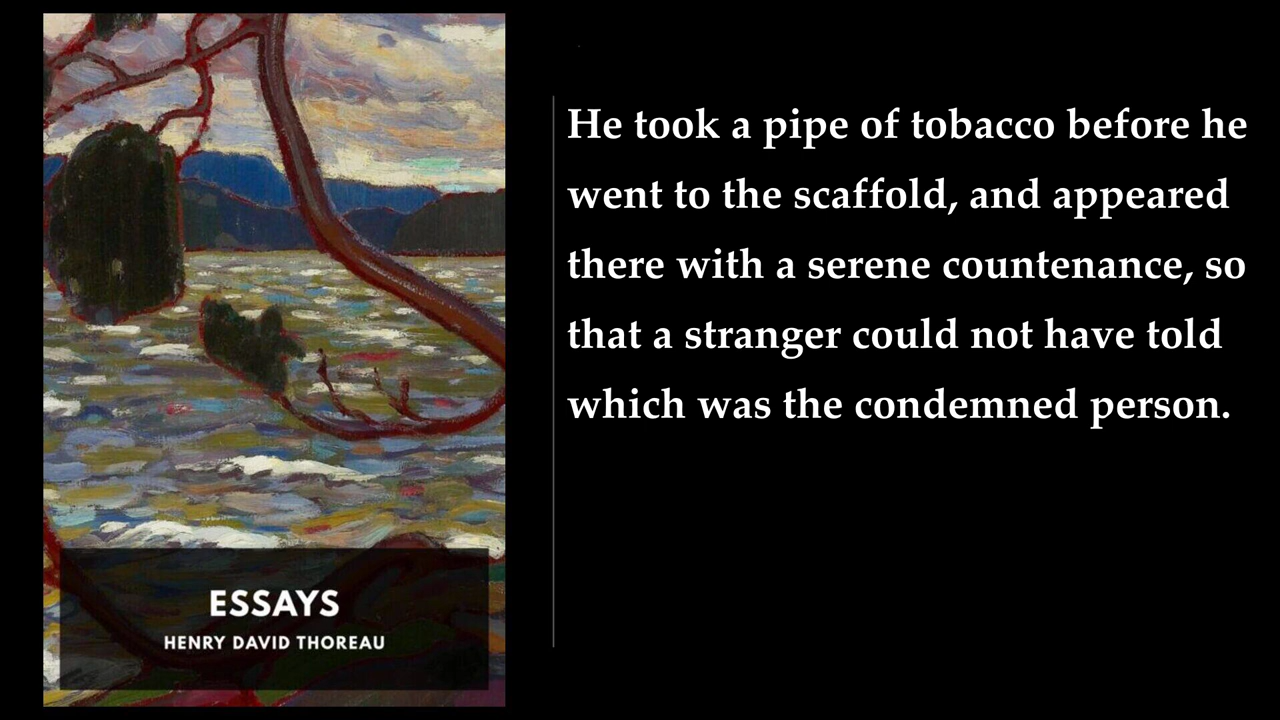 ESSAYS
HENRY DAVID THOREAU
He took a pipe of tobacco before he
went to the scaffold, and appeared
there with a serene countenance, so
that a stranger could not have told
which was the condemned person.